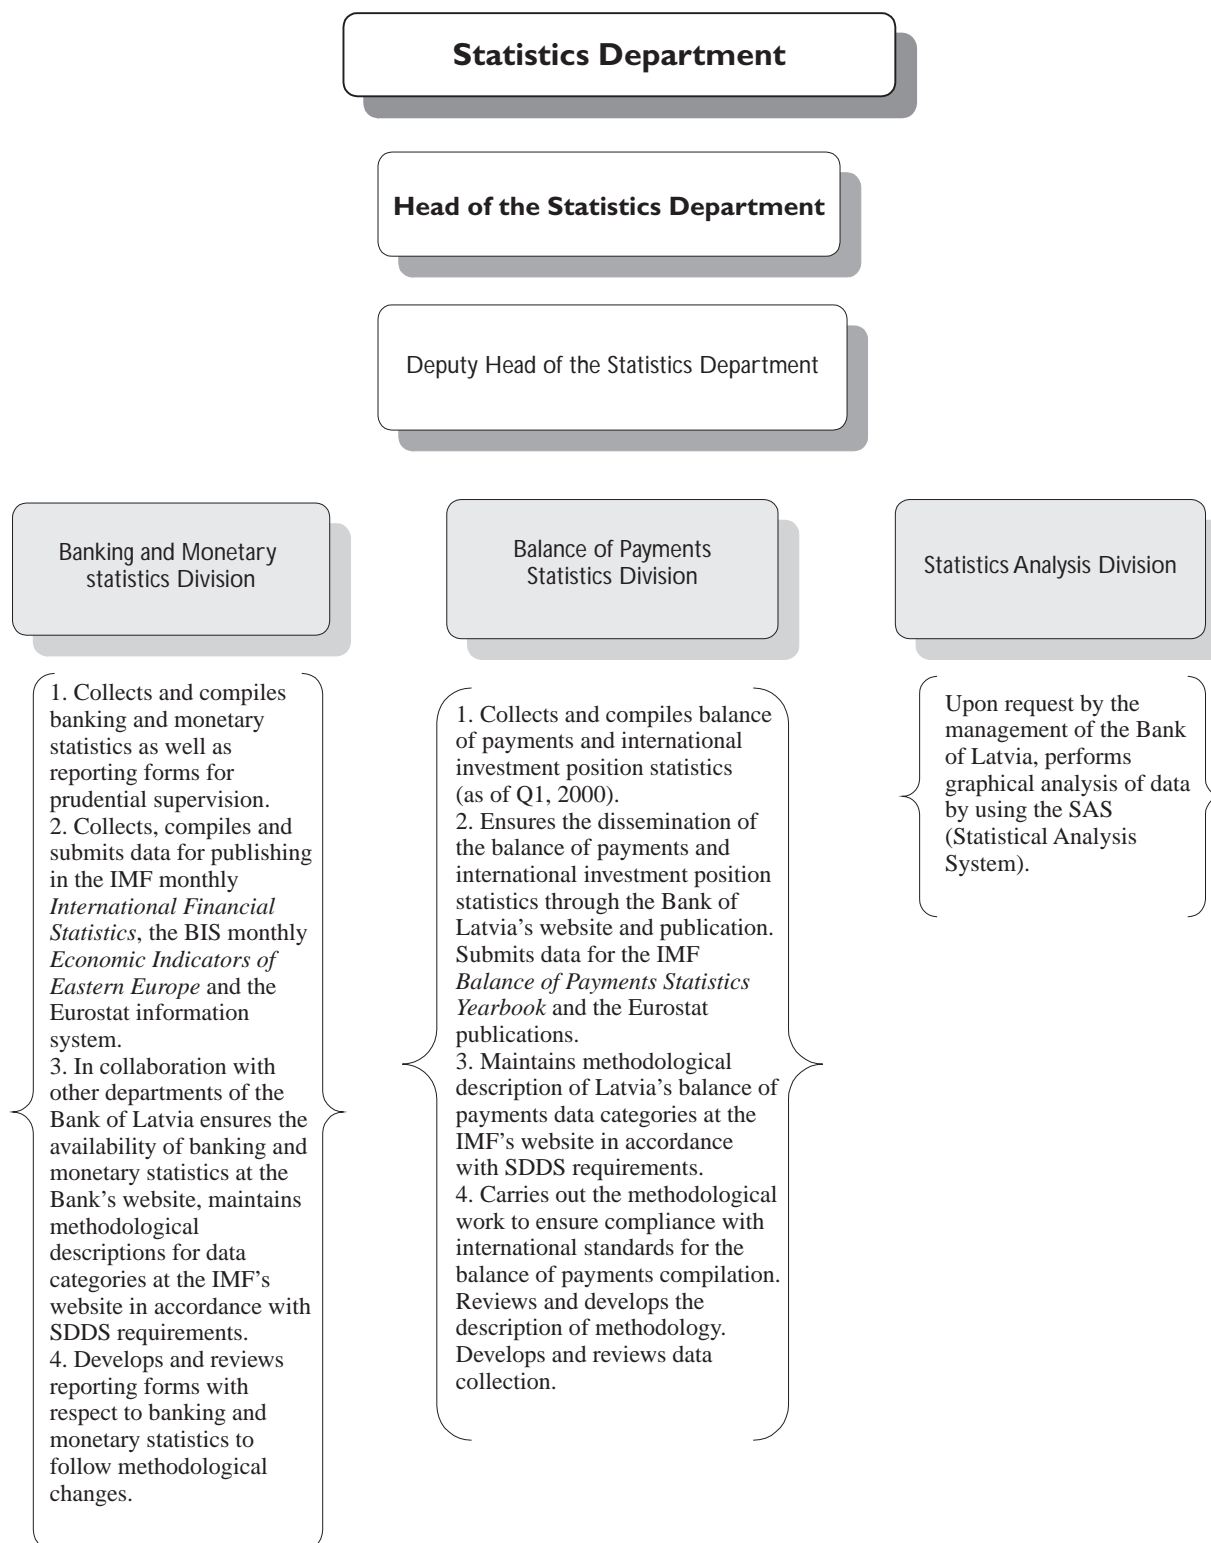 Statistics Department
Head of the Statistics Department
Deputy Head of the Statistics Department
Banking and Monetary
statistics Division
1. Collects and compiles
banking and monetary
statistics as well as
reporting forms for
prudential supervision.
2. Collects, compiles and
submits data for publishing
in the IMF monthly
International Financial
Statistics, the BIS monthly
Economic Indicators of
Eastern Europe and the
Eurostat information
system.
3. In collaboration with
other departments of the
Bank of Latvia ensures the
availability of banking and
monetary statistics at the
Bank’s website, maintains
methodological
descriptions for data
categories at the IMF’s
website in accordance with
SDDS requirements.
4. Develops and reviews
reporting forms with
respect to banking and
monetary statistics to
follow methodological
changes.
Balance of Payments
Statistics Division
1. Collects and compiles balance
of payments and international
investment position statistics
(as of Q1, 2000).
2. Ensures the dissemination of
the balance of payments and
international investment position
statistics through the Bank of
Latvia’s website and publication.
Submits data for the IMF
Balance of Payments Statistics
Yearbook and the Eurostat
publications.
3. Maintains methodological
description of Latvia’s balance of
payments data categories at the
IMF’s website in accordance
with SDDS requirements.
4. Carries out the methodological
work to ensure compliance with
international standards for the
balance of payments compilation.
Reviews and develops the
description of methodology.
Develops and reviews data
collection.
Statistics Analysis Division
Upon request by the
management of the Bank
of Latvia, performs
graphical analysis of data
by using the SAS
(Statistical Analysis
System).